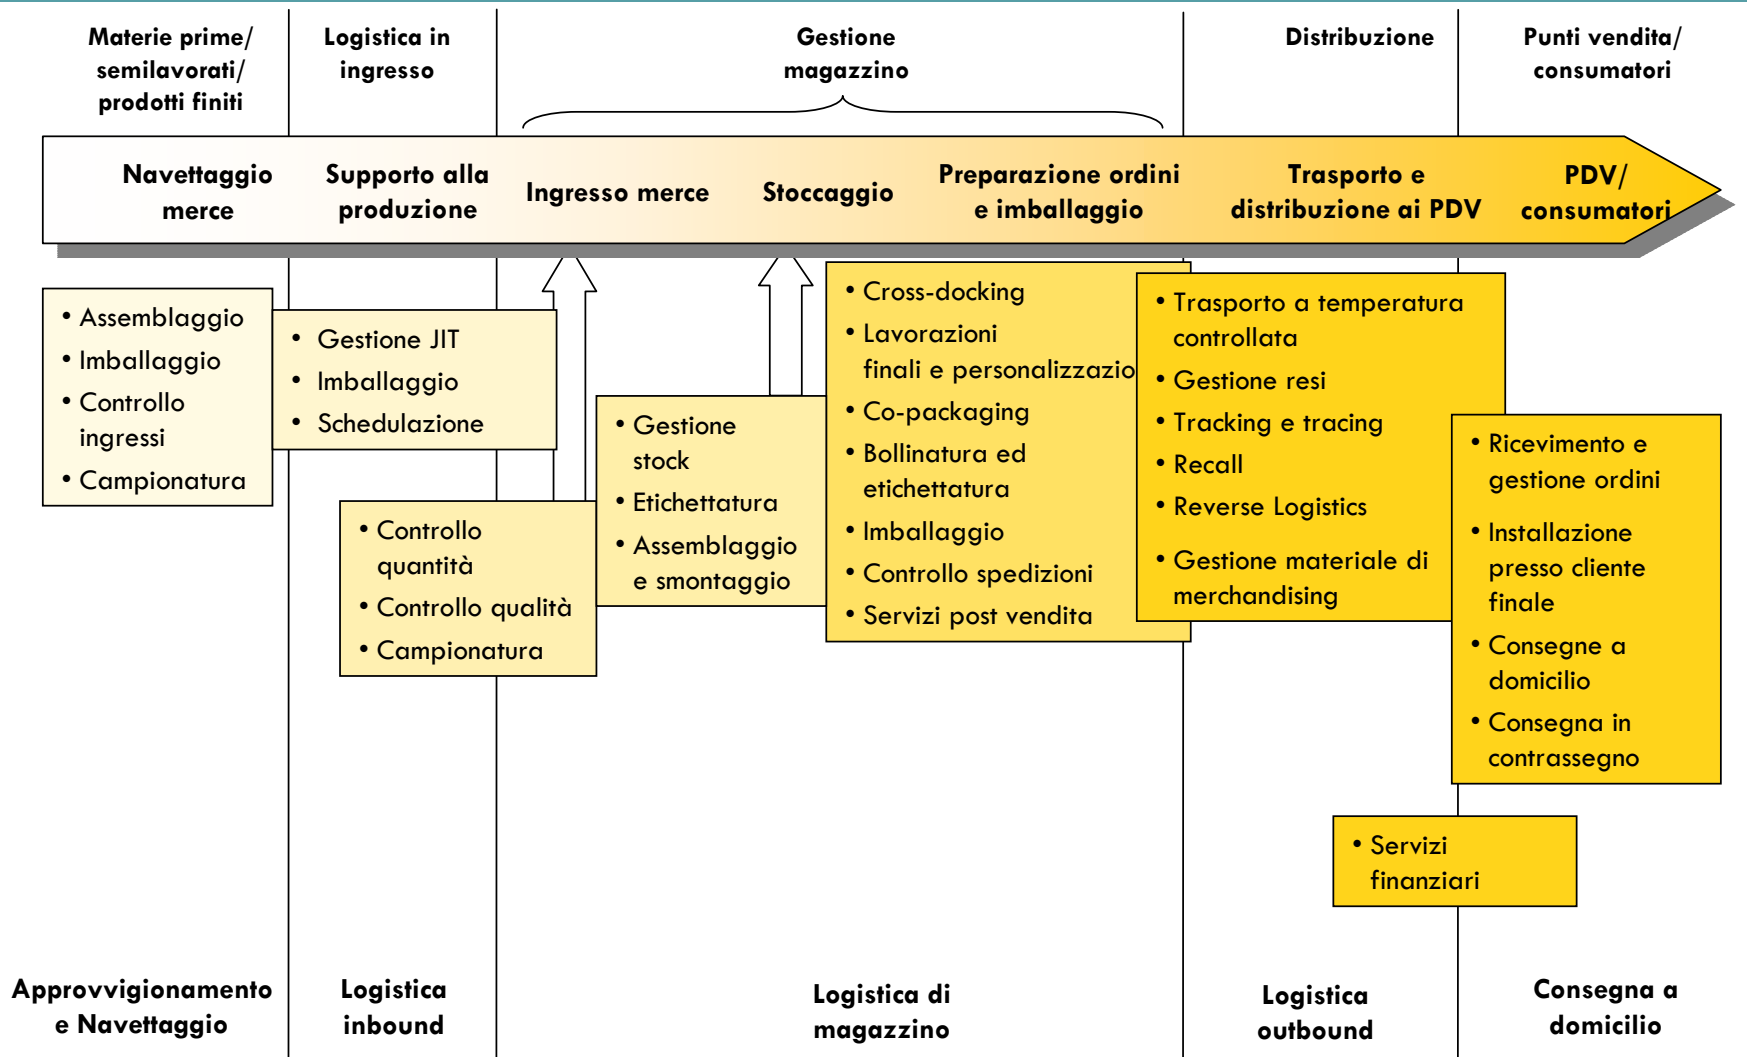 Materie prime/
semilavorati/
prodotti finiti
Logistica in
ingresso
Gestione
magazzino
Distribuzione
Punti vendita/
consumatori
Navettaggio
merce
Supporto alla
produzione
Ingresso merce
Stoccaggio
Preparazione ordini
e imballaggio
Trasporto e
distribuzione ai PDV
PDV/
consumatori
• Assemblaggio
• Imballaggio
• Controllo
ingressi
• Campionatura
• Gestione JIT
• Imballaggio
• Schedulazione
• Controllo
quantità
• Controllo qualità
• Campionatura
• Gestione
stock
• Etichettatura
• Assemblaggio
e smontaggio
• Cross-docking
• Lavorazioni
finali e personalizzazio
• Co-packaging
• Bollinatura ed
etichettatura
• Imballaggio
• Controllo spedizioni
• Servizi post vendita
• Trasporto a temperatura
controllata
• Gestione resi
• Tracking e tracing
• Recall
• Reverse Logistics
• Gestione materiale di
merchandising
• Ricevimento e
gestione ordini
• Installazione
presso cliente
finale
• Consegne a
domicilio
• Consegna in
contrassegno
• Servizi
finanziari
Approvvigionamento
e Navettaggio
Logistica
inbound
Logistica di
magazzino
Logistica
outbound
Consegna a
domicilio